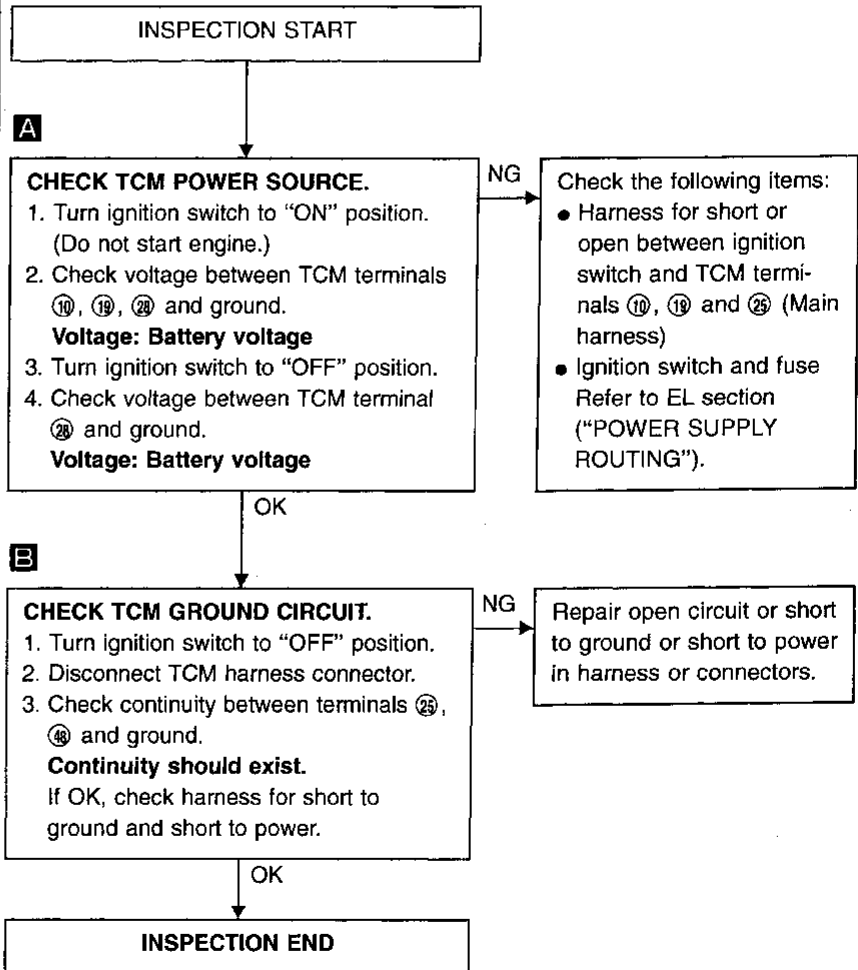 INSPECTION START
A
CHECK TCM POWER SOURCE.
1. Turn ignition switch to “ON” position.
(Do not start engine.)
2. Check voltage between TCM terminals
⑩, ⑲, ㉘ and ground.
Voltage: Battery voltage
3. Turn ignition switch to “OFF” position.
4. Check voltage between TCM terminal
㉘ and ground.
Voltage: Battery voltage
NG
Check the following items:
● Harness for short or
open between ignition
switch and TCM termi-
nals ⑩, ⑲ and ㉖ (Main
harness)
● Ignition switch and fuse
Refer to EL section
(“POWER SUPPLY
ROUTING”).
OK
B
CHECK TCM GROUND CIRCUIT.
1. Turn ignition switch to “OFF” position.
2. Disconnect TCM harness connector.
3. Check continuity between terminals ㉕,
㊽ and ground.
Continuity should exist.
If OK, check harness for short to
ground and short to power.
NG
Repair open circuit or short
to ground or short to power
in harness or connectors.
OK
INSPECTION END